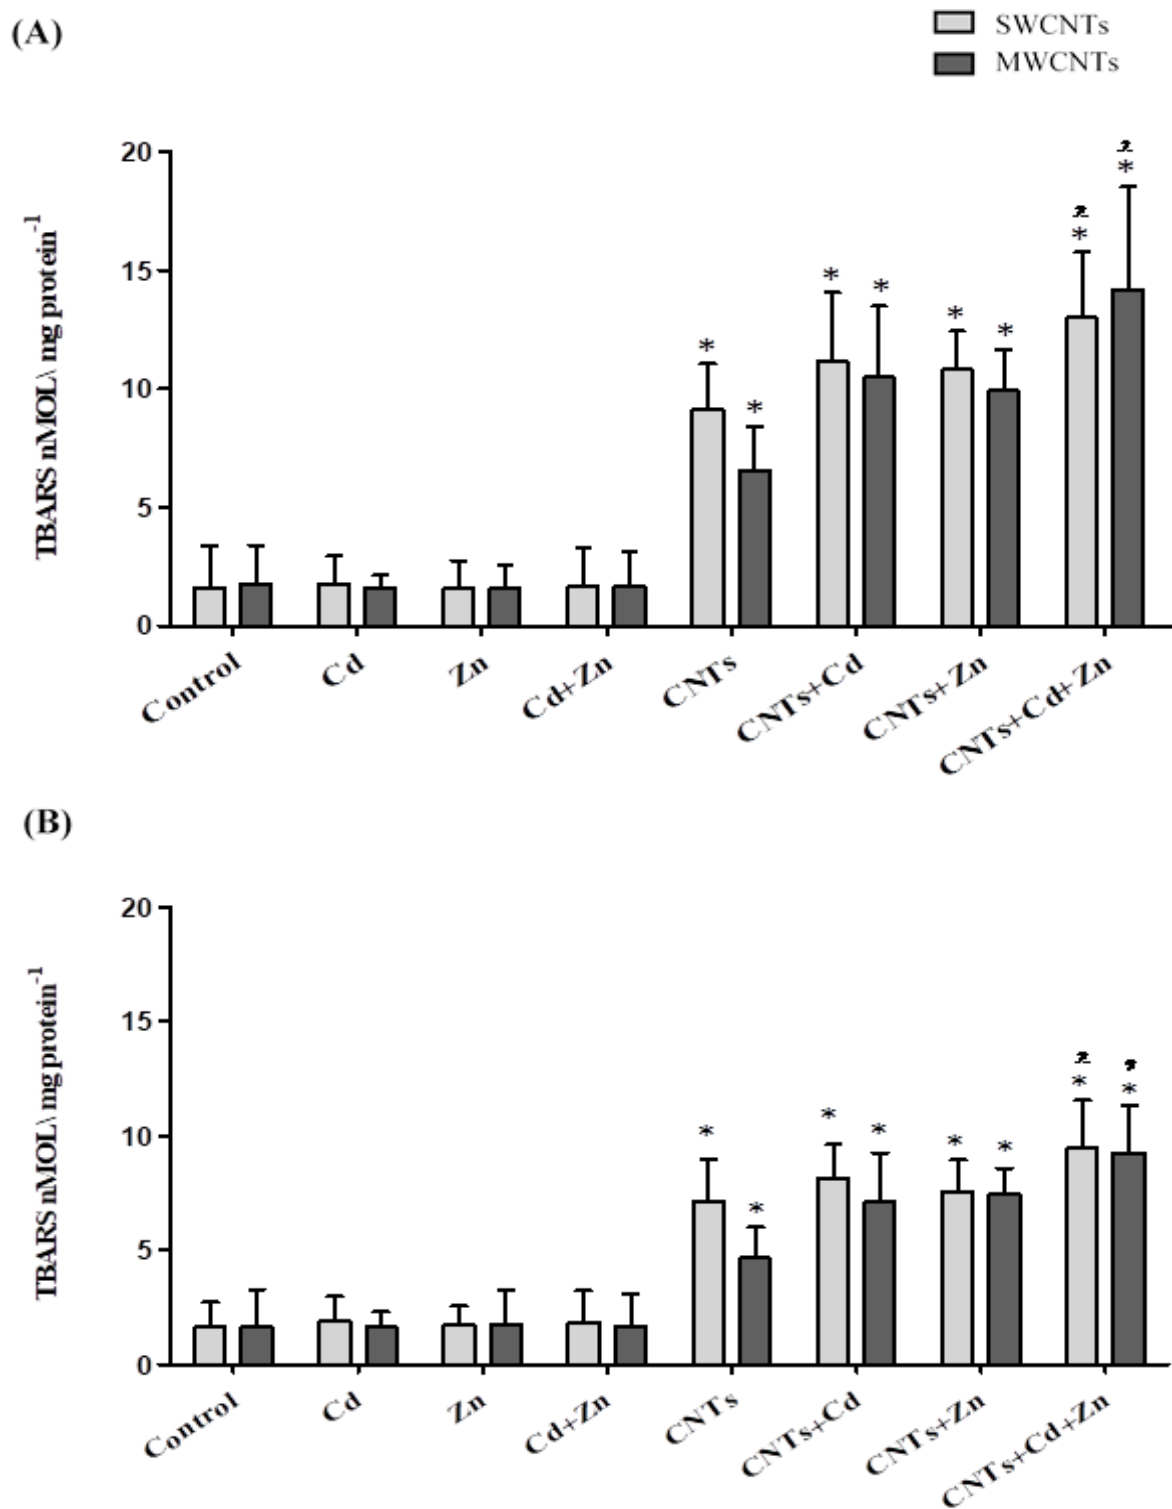 (A)
SWCNTs
MWCNTs
TBARS nMOL\ mg protein-1
20
15
10
5
0
* * * * * * * *
Control Cd Zn Cd+Zn CNTs CNTs+Cd CNTs+Zn CNTs+Cd+Zn
(B)
TBARS nMOL\ mg protein-1
20
15
10
5
0
* * * * * * * *
Control Cd Zn Cd+Zn CNTs CNTs+Cd CNTs+Zn CNTs+Cd+Zn